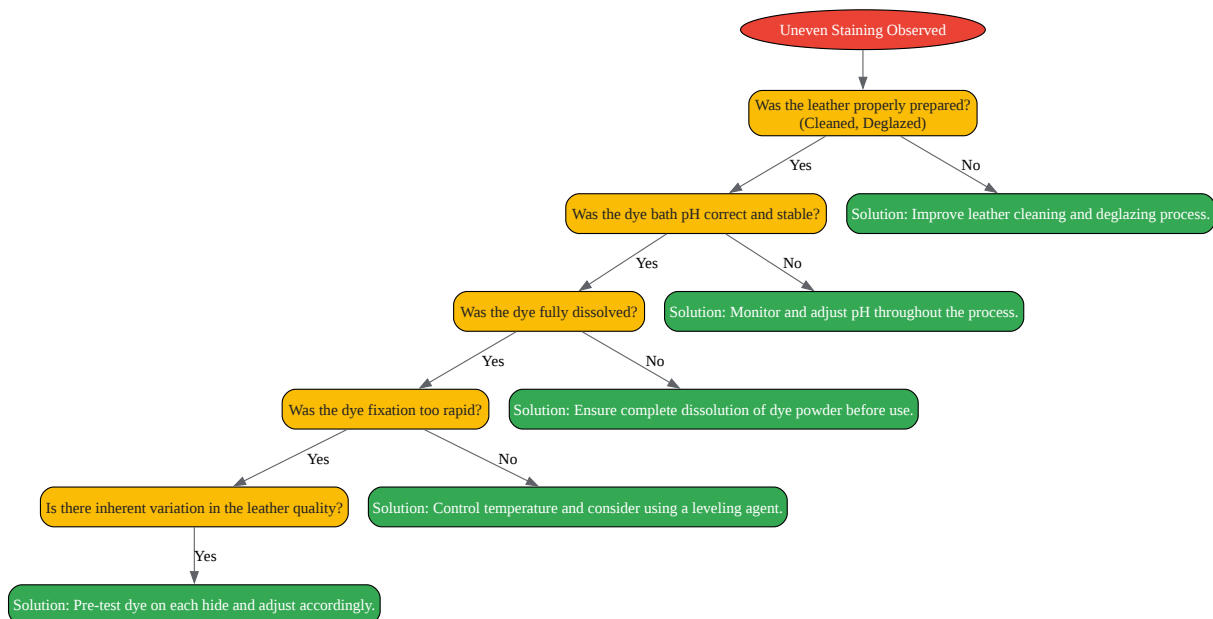 Uneven Staining Observed
Was the leather properly prepared?
(Cleaned, Deglazed)
Yes
No
Was the dye bath pH correct and stable?
Solution: Improve leather cleaning and deglazing process.
Yes
No
Was the dye fully dissolved?
Solution: Monitor and adjust pH throughout the process.
Yes
No
Was the dye fixation too rapid?
Solution: Ensure complete dissolution of dye powder before use.
Yes
No
Is there inherent variation in the leather quality?
Solution: Control temperature and consider using a leveling agent.
Yes
Solution: Pre-test dye on each hide and adjust accordingly.